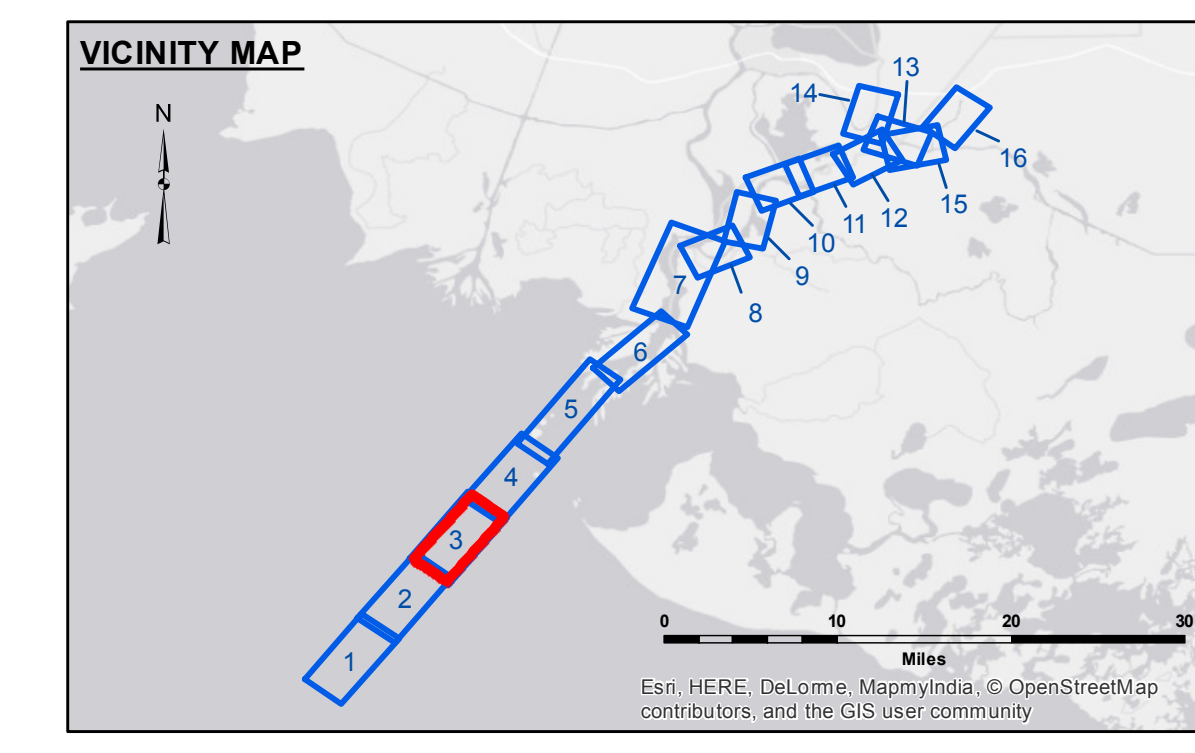 VICINITY MAP
N
13
14
16
15
12
11
10
9
8
7
6
5
4
3
2
1
0 10 20 30
Miles
Esri, HERE, DeLorme, MapmyIndia, © OpenStreetMap
contributors, and the GIS user community